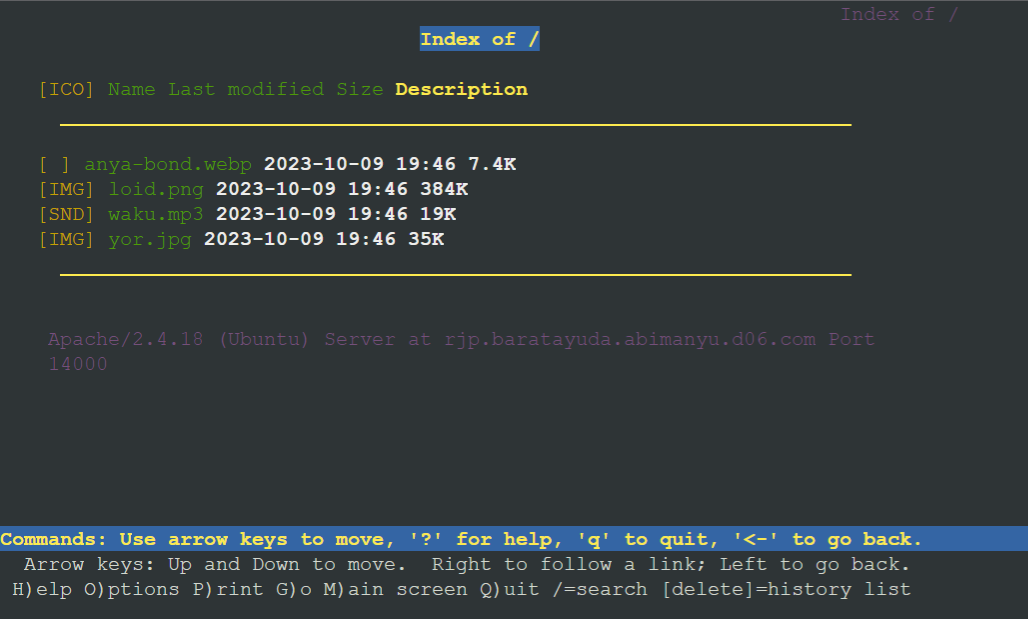 Index of /
Index of /
[ICO] Name Last modified Size Description
[ ] anya-bond.webp 2023-10-09 19:46 7.4K
[IMG] loid.png 2023-10-09 19:46 384K
[SND] waku.mp3 2023-10-09 19:46 19K
[IMG] yor.jpg 2023-10-09 19:46 35K
Apache/2.4.18 (Ubuntu) Server at rjp.baratayuda.abimanyu.d06.com Port
14000
Commands: Use arrow keys to move, '?' for help, 'q' to quit, '<-' to go back.
Arrow keys: Up and Down to move.  Right to follow a link; Left to go back.
H)elp O)ptions P)rint G)o M)ain screen Q)uit /=search [delete]=history list